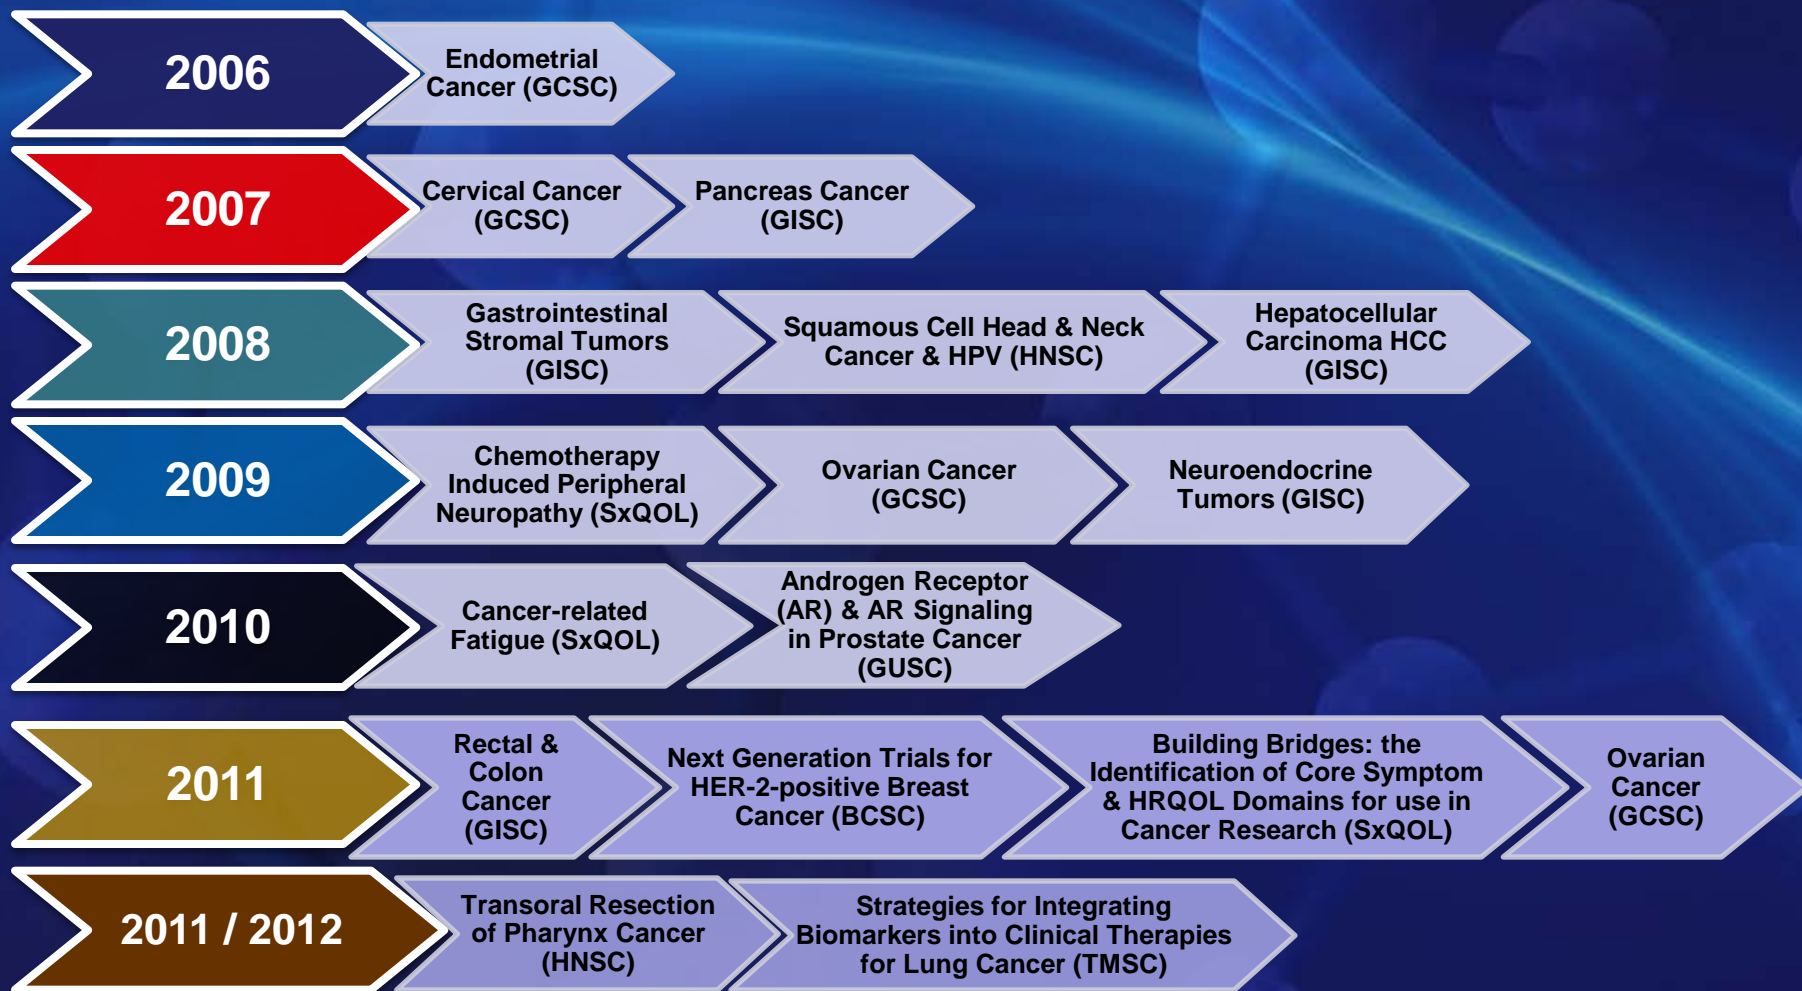 2006
Endometrial
Cancer (GCSC)
2007
Cervical Cancer
(GCSC)
Pancreas Cancer
(GISC)
2008
Gastrointestinal
Stromal Tumors
(GISC)
Squamous Cell Head & Neck
Cancer & HPV (HNSC)
Hepatocellular
Carcinoma HCC
(GISC)
2009
Chemotherapy
Induced Peripheral
Neuropathy (SxQOL)
Ovarian Cancer
(GCSC)
Neuroendocrine
Tumors (GISC)
2010
Cancer-related
Fatigue (SxQOL)
Androgen Receptor
(AR) & AR Signaling
in Prostate Cancer
(GUSC)
2011
Rectal &
Colon
Cancer
(GISC)
Next Generation Trials for
HER-2-positive Breast
Cancer (BCSC)
Building Bridges: the
Identification of Core Symptom
& HRQOL Domains for use in
Cancer Research (SxQOL)
Ovarian
Cancer
(GCSC)
2011 / 2012
Transoral Resection
of Pharynx Cancer
(HNSC)
Strategies for Integrating
Biomarkers into Clinical Therapies
for Lung Cancer (TMSC)